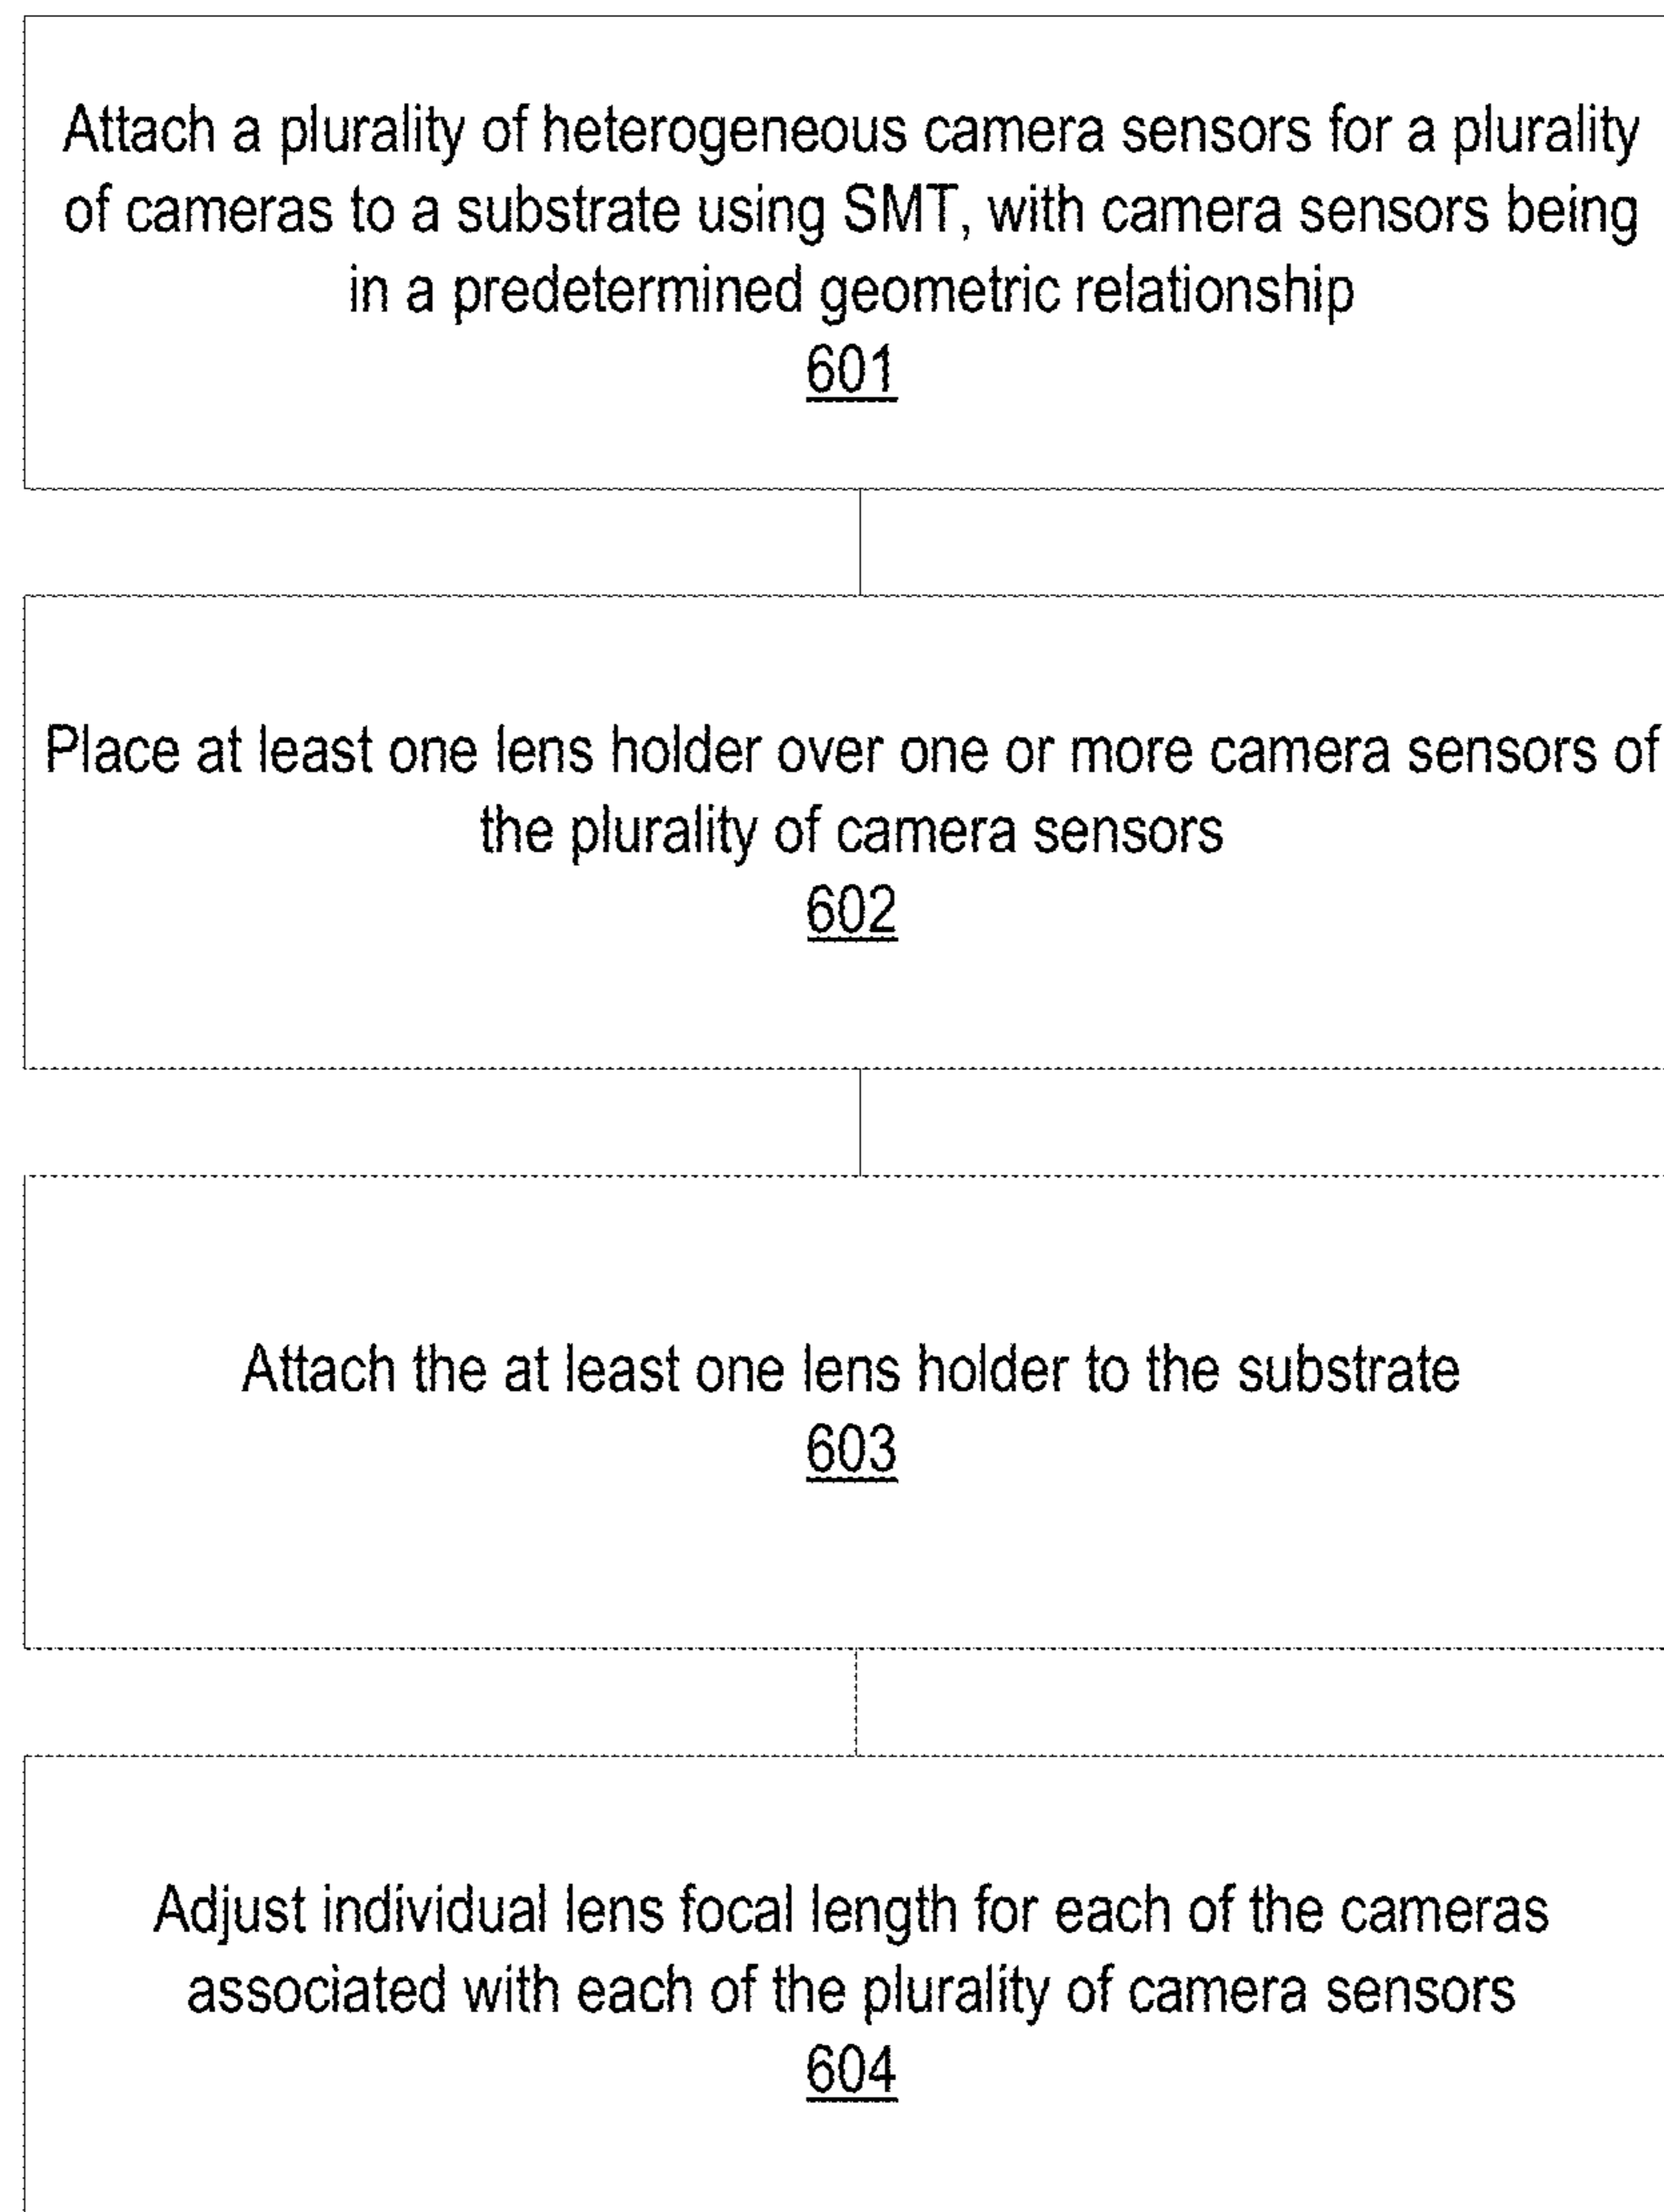 Attach a plurality of heterogeneous camera sensors for a plurality
of cameras to a substrate using SMT, with camera sensors being
in a predetermined geometric relationship
601
Place at least one lens holder over one or more camera sensors of
the plurality of camera sensors
602
Attach the at least one lens holder to the substrate
603
Adjust individual lens focal length for each of the cameras
associated with each of the plurality of camera sensors
604